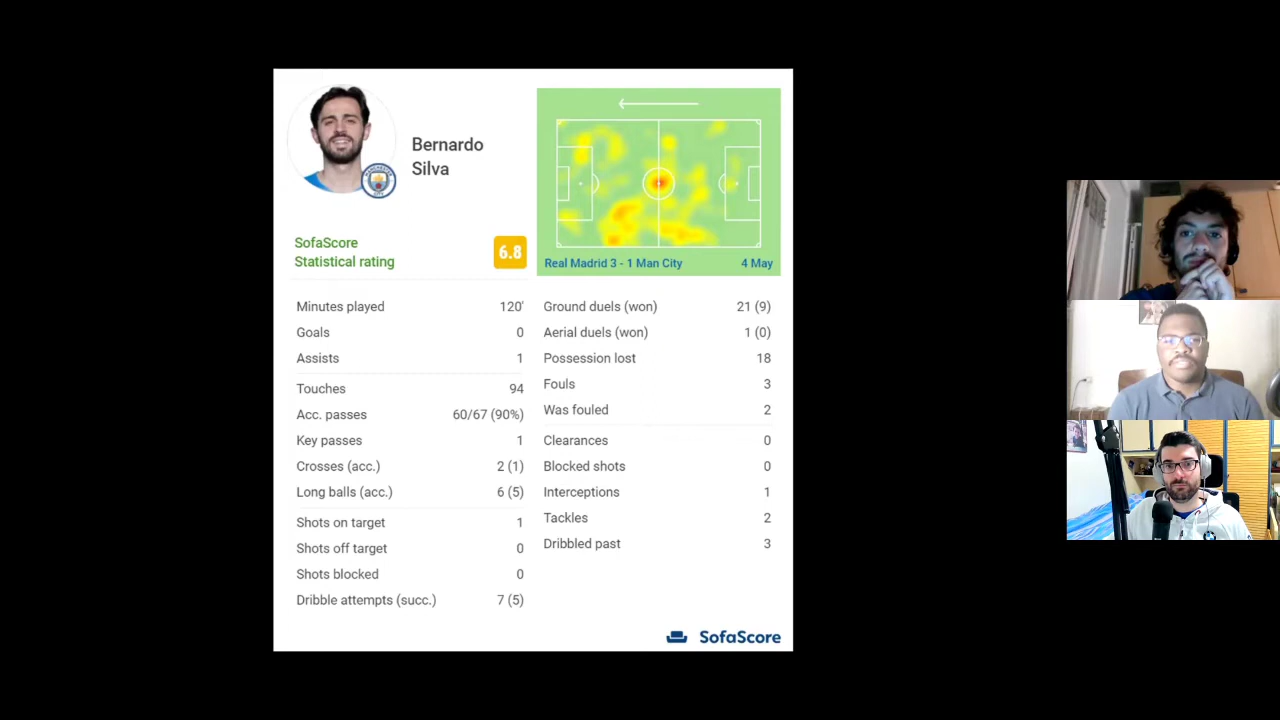 Bernardo
Silva
SofaScore
Statistical rating
6.8
Real Madrid 3 - 1 Man City 4 May
Minutes played 120'
Goals 0
Assists 1
Touches 94
Acc. passes 60/67 (90%)
Key passes 1
Crosses (acc.) 2 (1)
Long balls (acc.) 6 (5)
Shots on target 1
Shots off target 0
Shots blocked 0
Dribble attempts (succ.) 7 (5)
Ground duels (won) 21 (9)
Aerial duels (won) 1 (0)
Possession lost 18
Fouls 3
Was fouled 2
Clearances 0
Blocked shots 0
Interceptions 1
Tackles 2
Dribbled past 3
SofaScore